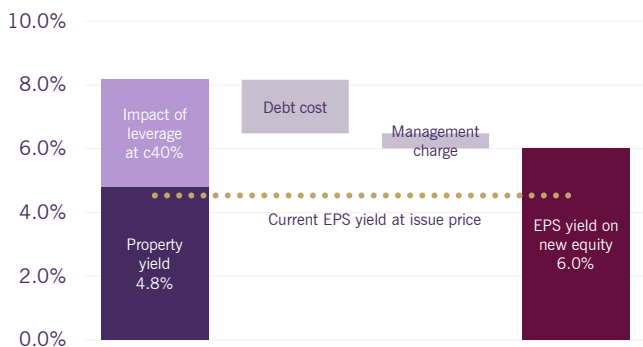 10.0%
8.0%
6.0%
4.0%
2.0%
0.0%
Impact of
leverage
at c40%
Property
yield
4.8%
Debt cost
Management
charge
Current EPS yield at issue price
EPS yield on
new equity
6.0%